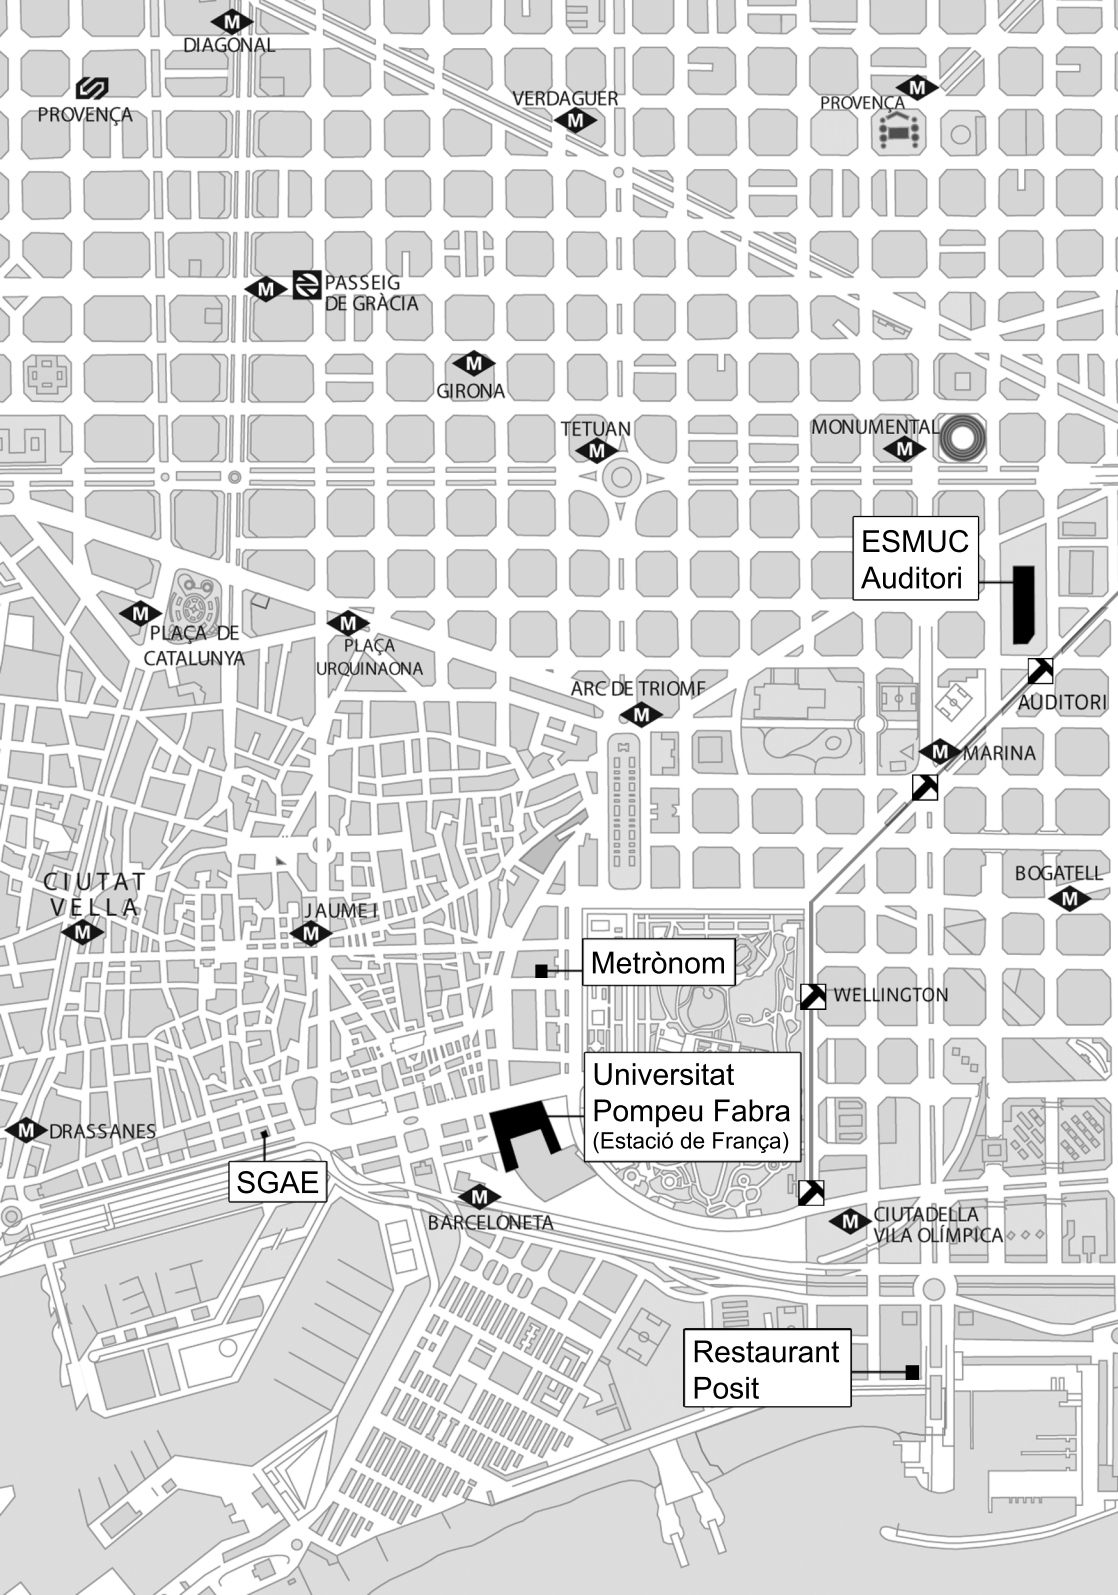 M
DIAGONAL
PROVENÇA
VERDAGUER
M
M
PROVENÇA
M
PASSEIG
DE GRÀCIA
M
GIRONA
TETUAN
M
MONUMENTAL
M
ESMUC
Auditori
M
PLAÇA DE
CATALUNYA
M
PLAÇA
URQUINAONA
ARC DE TRIOMF
M
AUDITORI
M
MARINA
CIUTAT
VELLA
M
JAUME I
M
BOGATELL
M
Metrònom
WELLINGTON
Universitat
Pompeu Fabra
(Estació de França)
M
DRASSANES
SGAE
M
BARCELONETA
M
CIUTADELLA
VILA OLÍMPICA
Restaurant
Posit